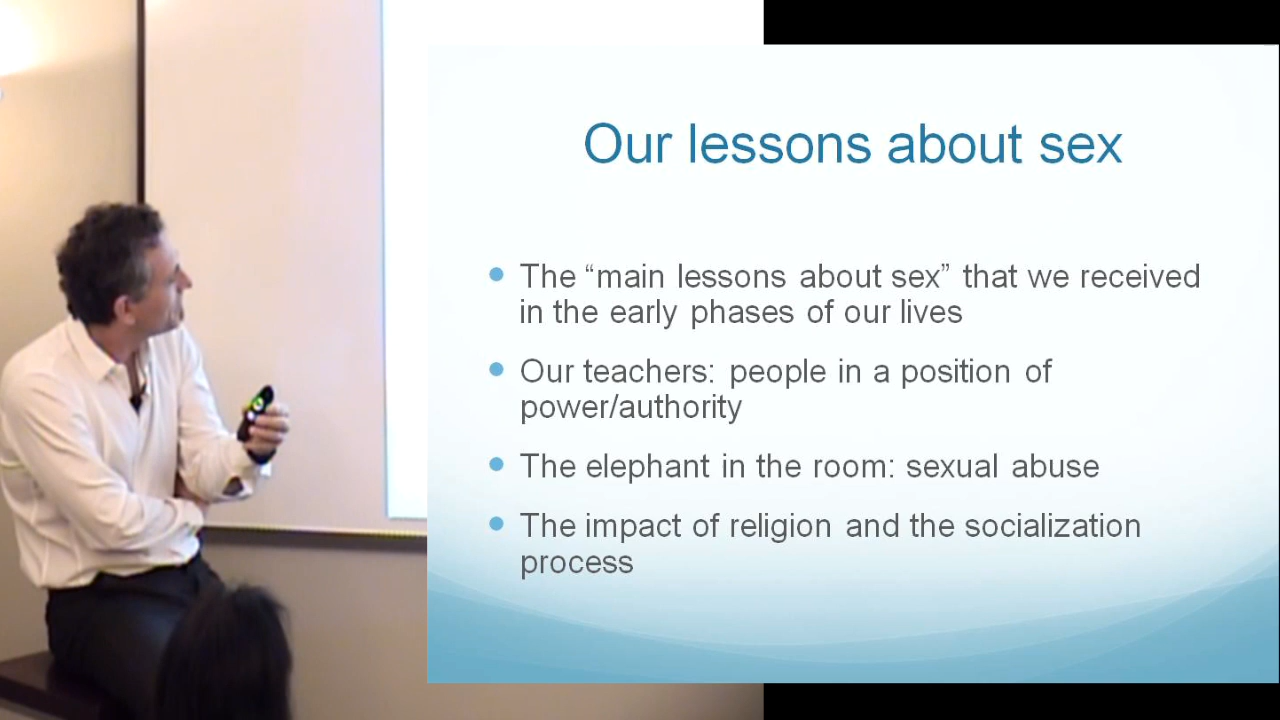 Our lessons about sex
The “main lessons about sex” that we received
in the early phases of our lives
Our teachers: people in a position of
power/authority
The elephant in the room: sexual abuse
The impact of religion and the socialization
process